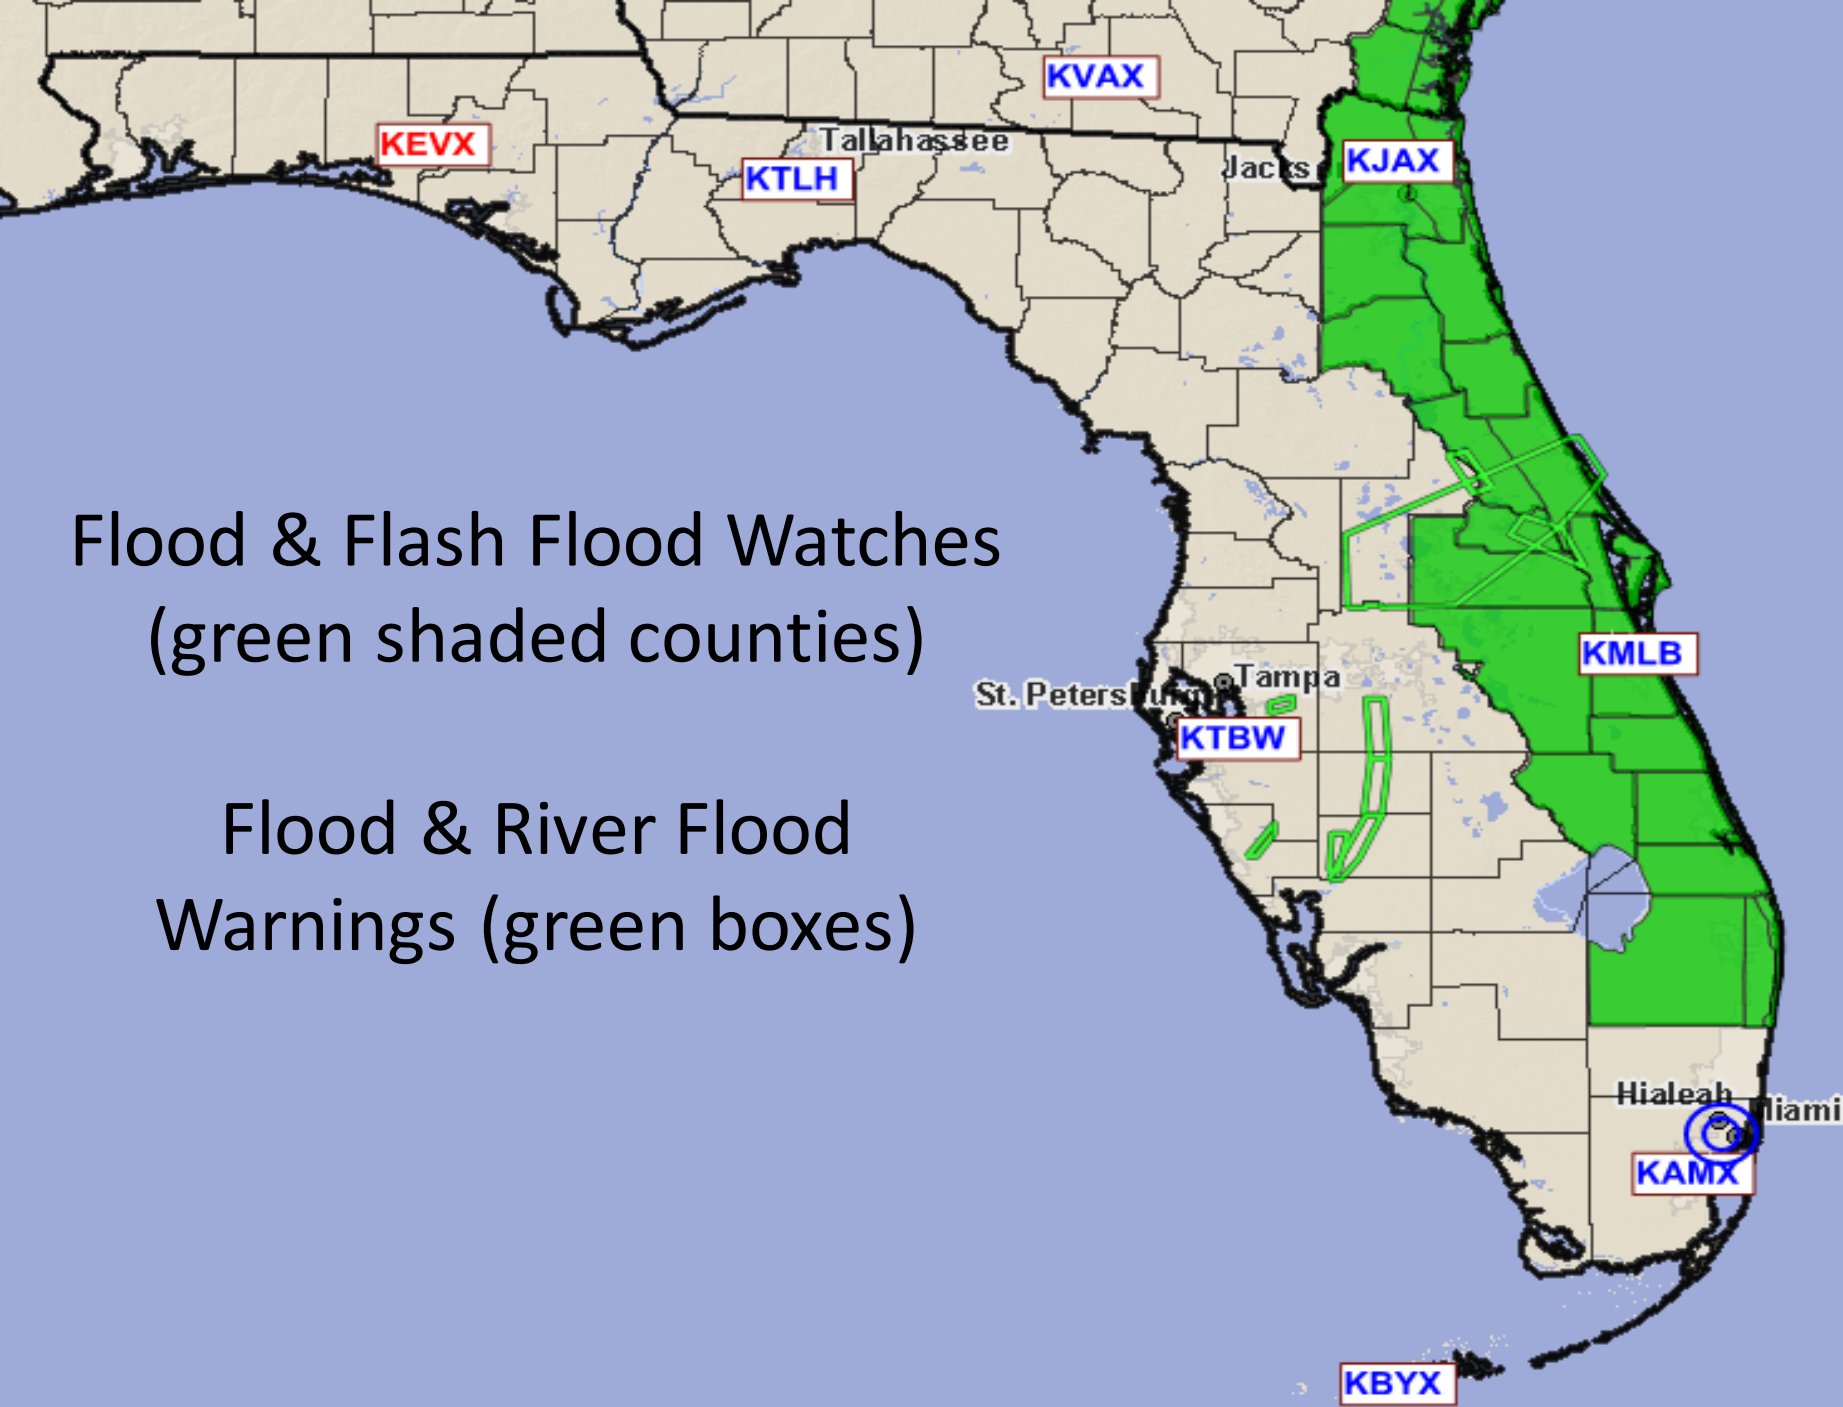 KVAX
KEVX
Tallahassee
KTLH
Jacks
KJAX
Flood & Flash Flood Watches
(green shaded counties)
KMLB
Tampa
St. Petersburg
KTBW
Flood & River Flood
Warnings (green boxes)
Hialeah
Miami
KAMX
KBYX